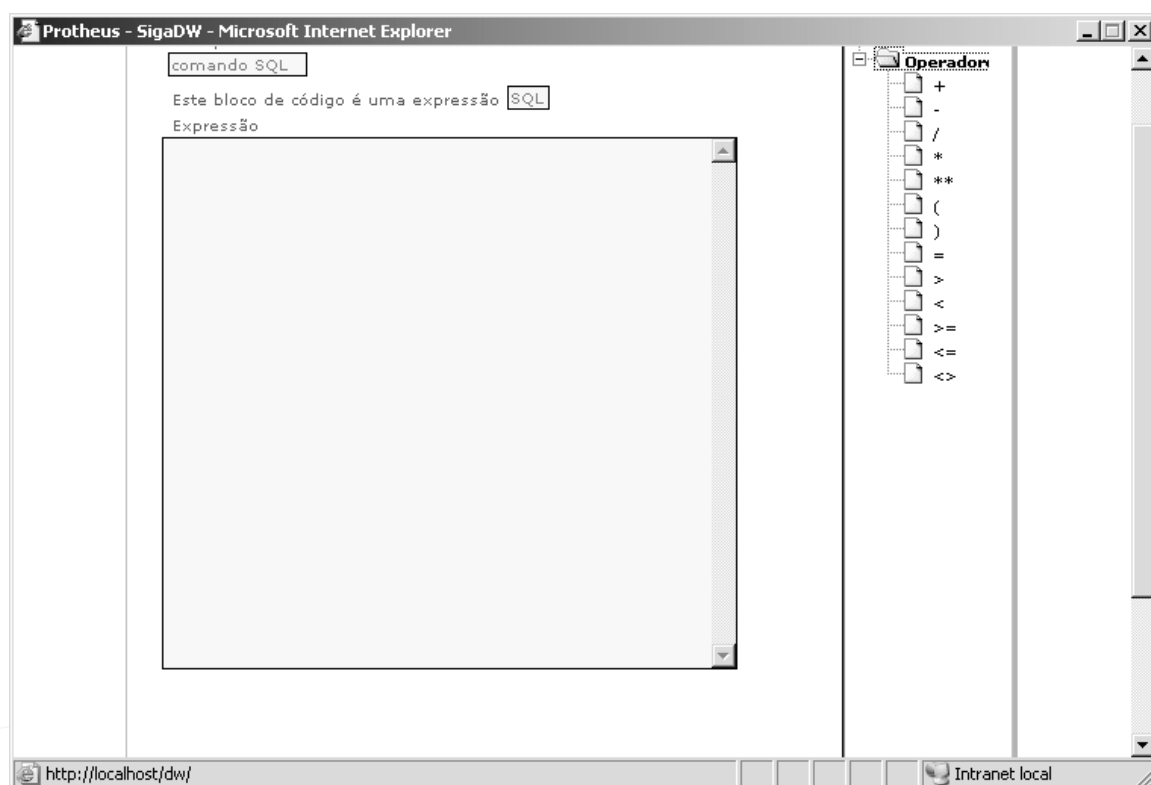 Protheus - SigaDW - Microsoft Internet Explorer
comando SQL
Este bloco de código é uma expressão SQL
Expressão
Operadore
+
-
/
*
**
(
)
=
>
<
>=
<=
<>
http://localhost/dw/
Intranet local